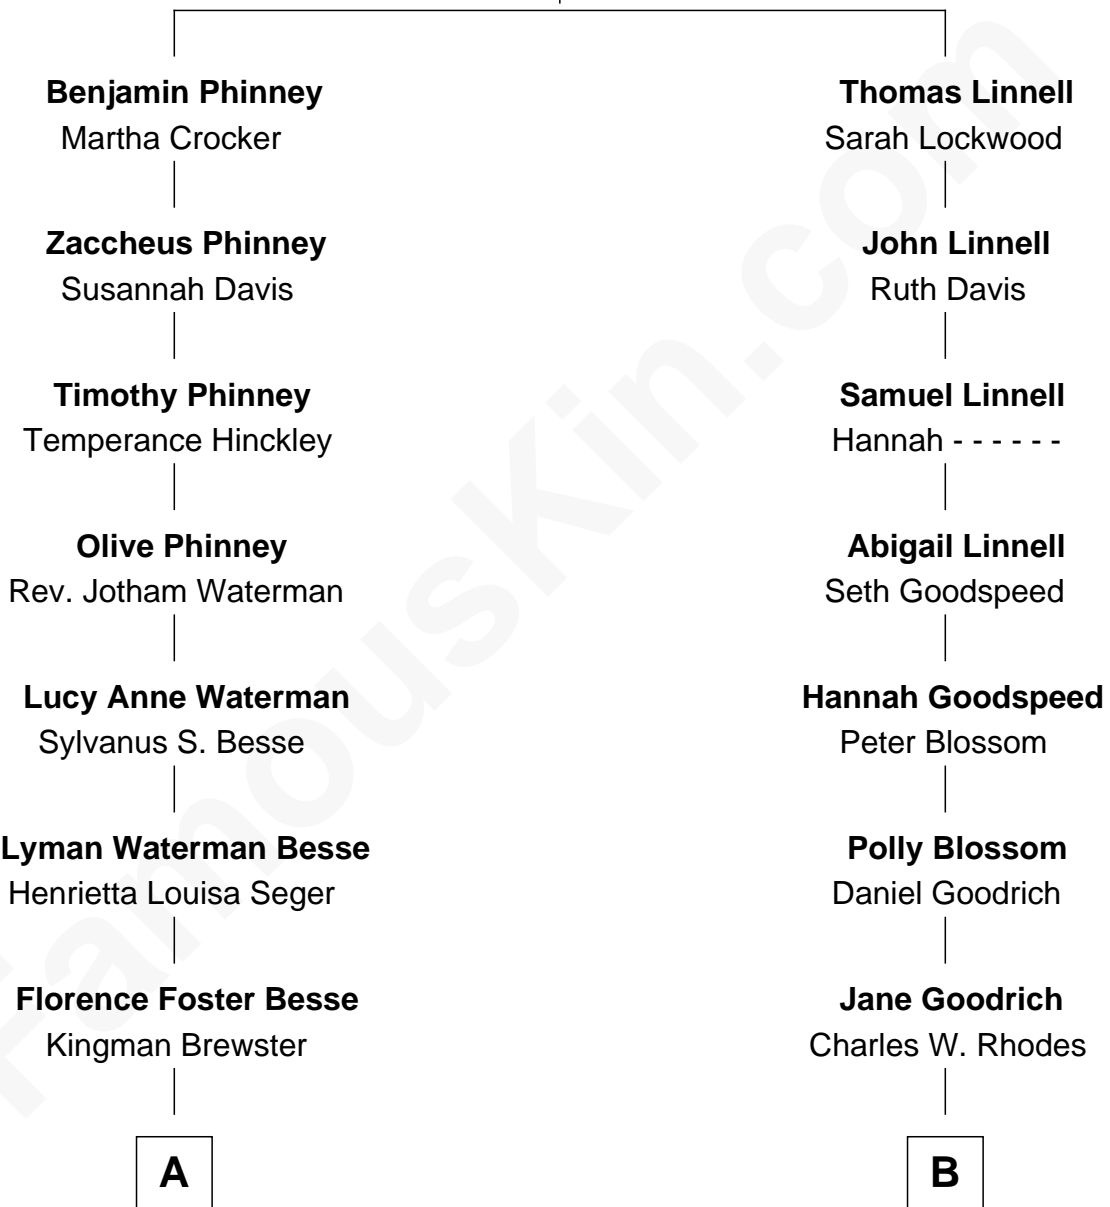 Benjamin Phinney
Martha Crocker
Zaccheus Phinney
Susannah Davis
Timothy Phinney
Temperance Hinckley
Olive Phinney
Rev. Jotham Waterman
Lucy Anne Waterman
Sylvanus S. Besse
Lyman Waterman Besse
Henrietta Louisa Seger
Florence Foster Besse
Kingman Brewster
A
Thomas Linnell
Sarah Lockwood
John Linnell
Ruth Davis
Samuel Linnell
Hannah - - - - - -
Abigail Linnell
Seth Goodspeed
Hannah Goodspeed
Peter Blossom
Polly Blossom
Daniel Goodrich
Jane Goodrich
Charles W. Rhodes
B
FamousKin.com